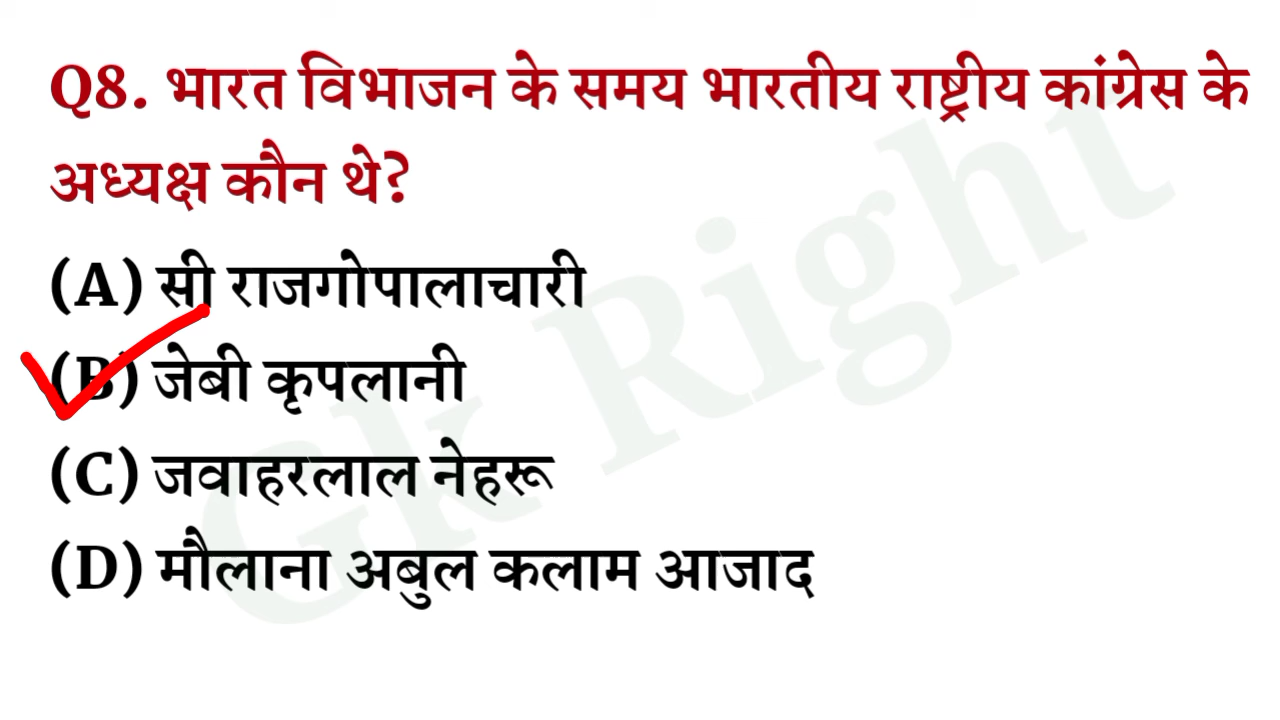 Q8. भारत विभाजन के समय भारतीय राष्ट्रीय कांग्रेस के
अध्यक्ष कौन थे?
(A) सी राजगोपालाचारी
(B) जेबी कृपलानी
(C) जवाहरलाल नेहरू
(D) मौलाना अबुल कलाम आजाद
Gk Right